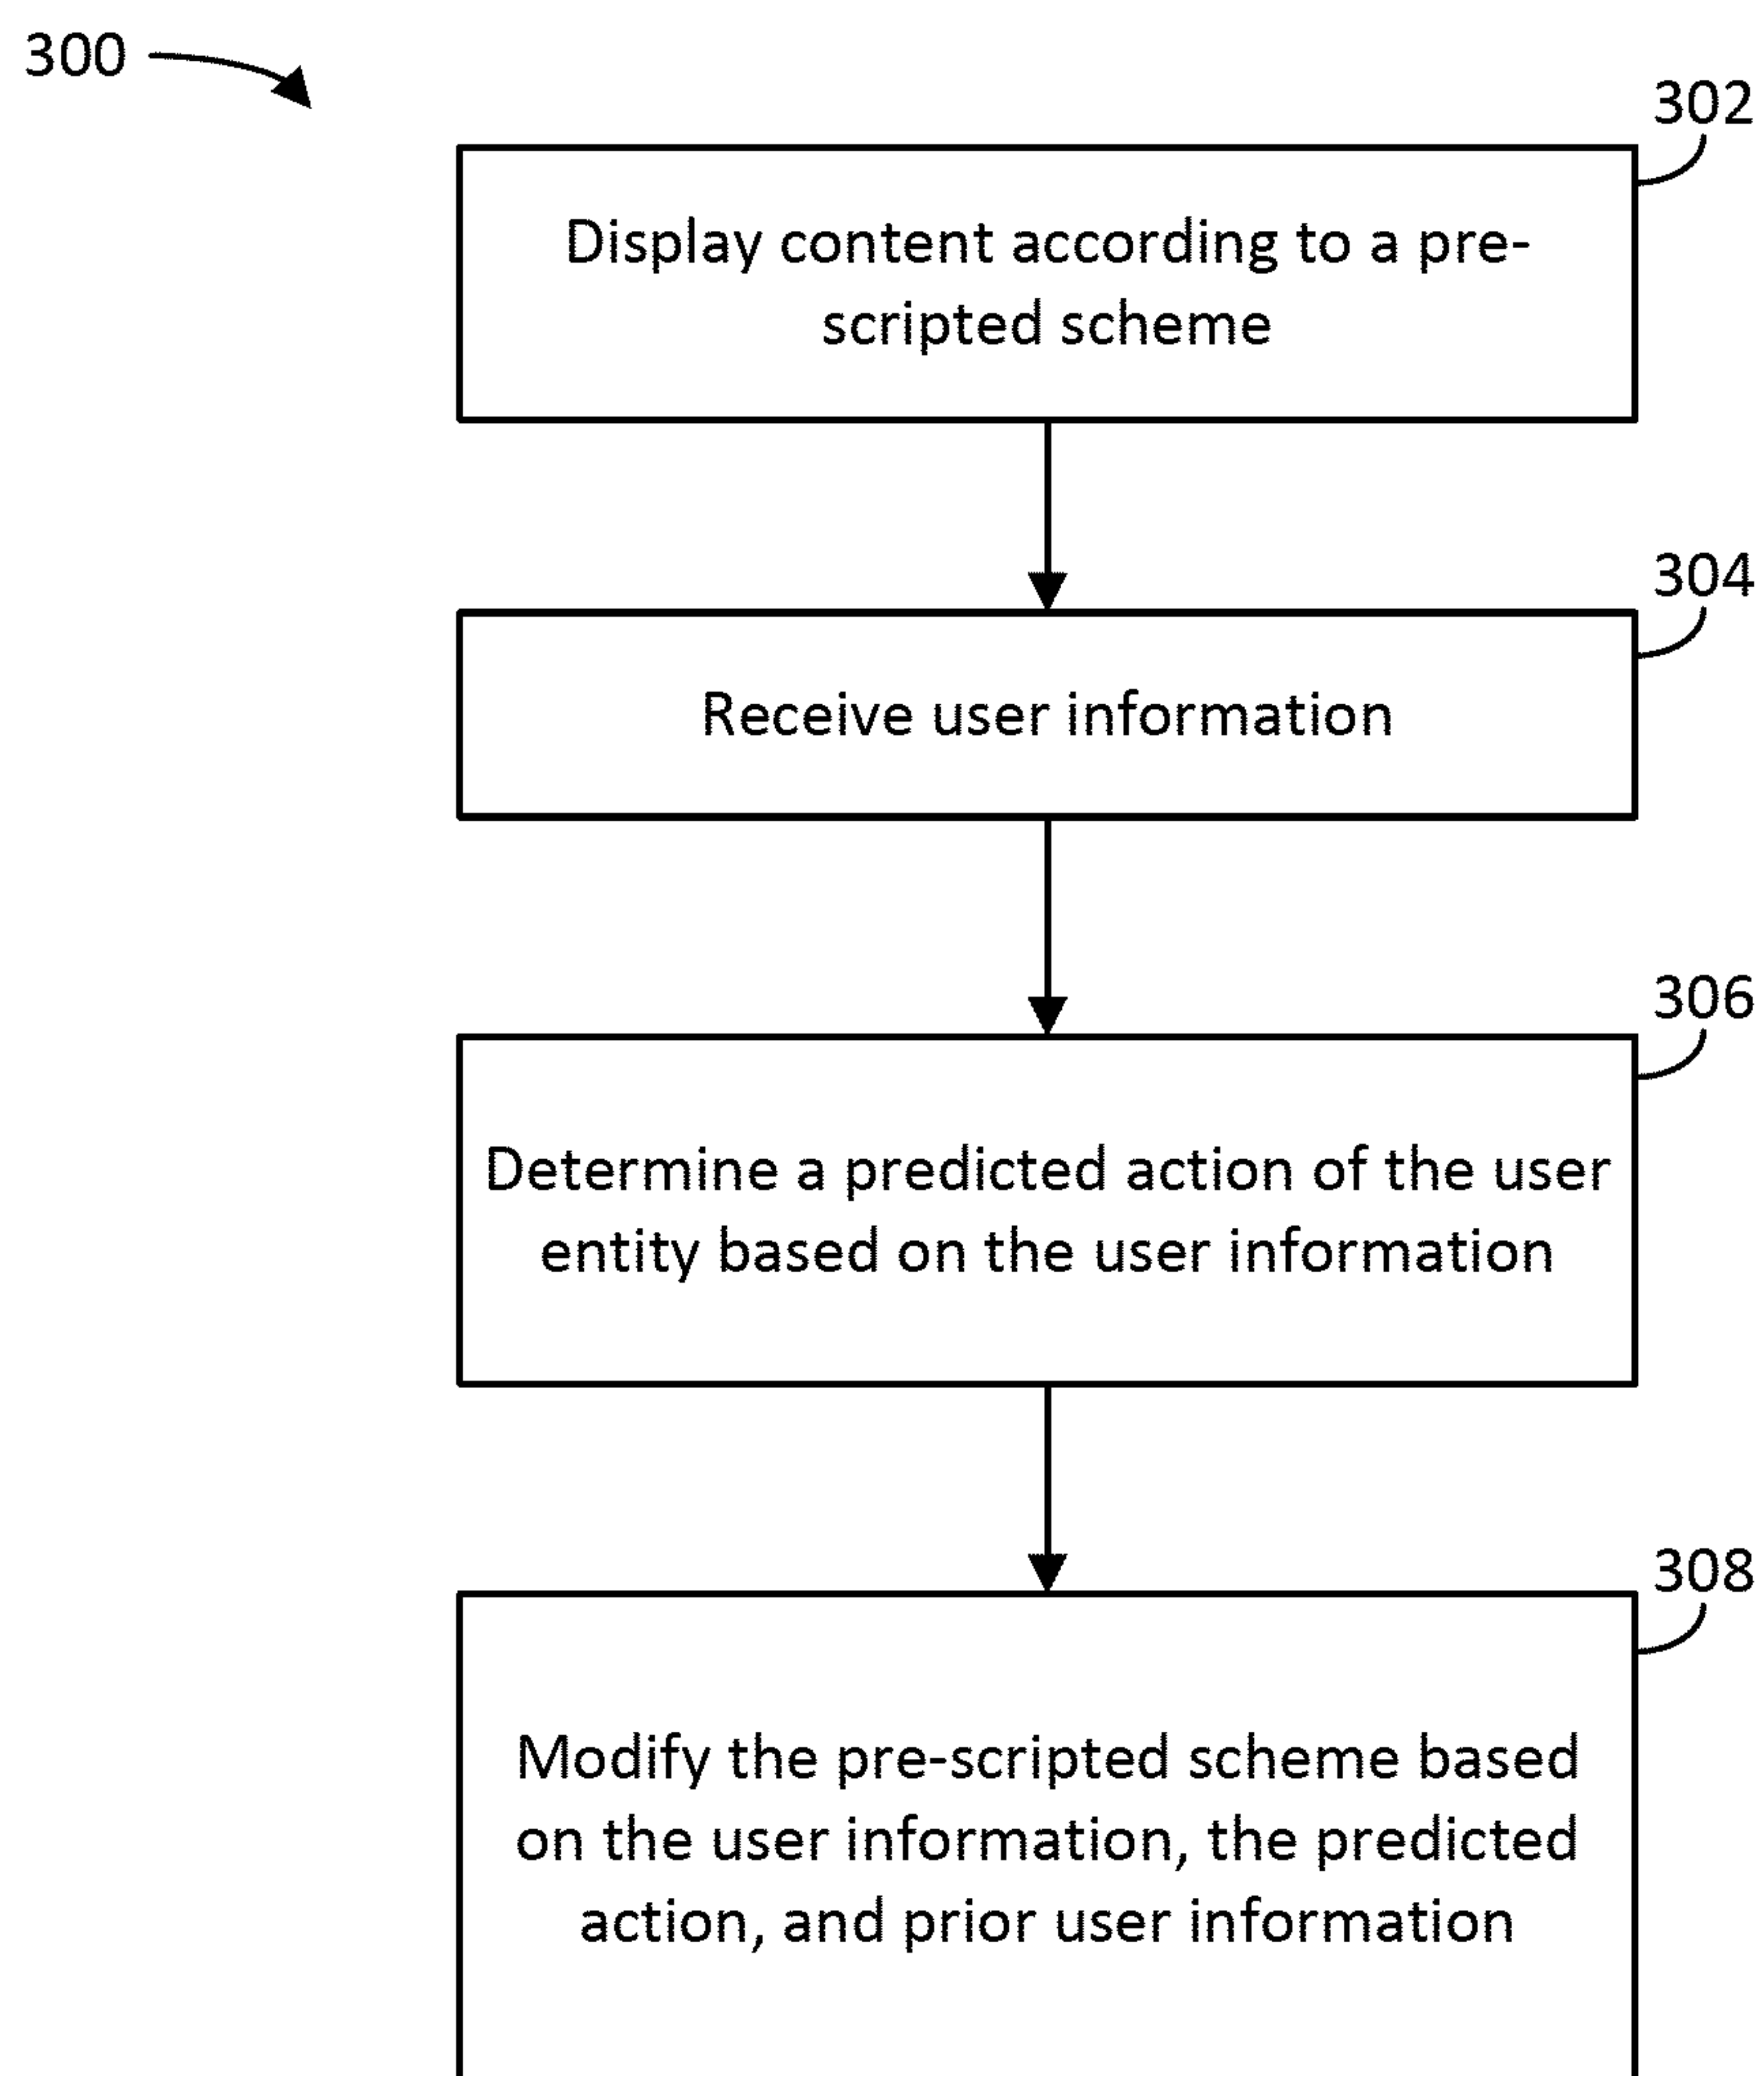 300
302
Display content according to a pre-
scripted scheme
304
Receive user information
306
Determine a predicted action of the user
entity based on the user information
308
Modify the pre-scripted scheme based
on the user information, the predicted
action, and prior user information